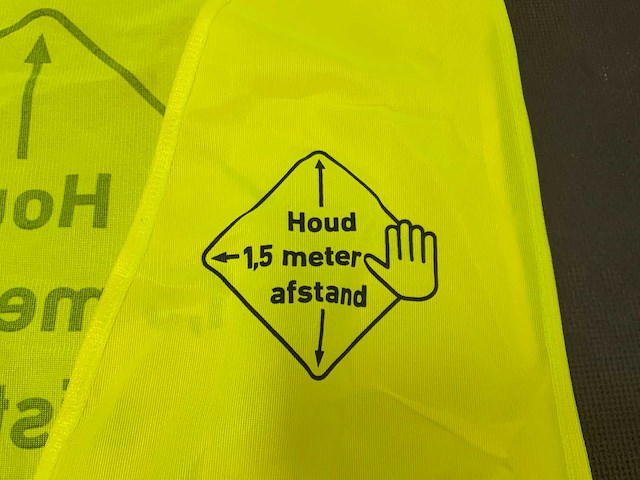 Houd
1,5 meter
afstand